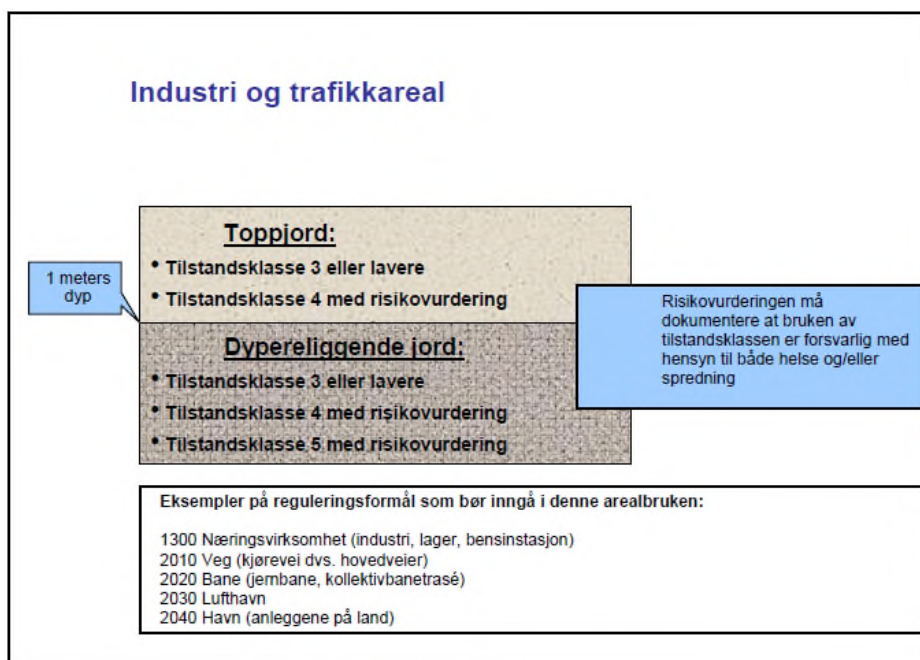 Industri og trafikkareal
Toppjord:
• Tilstandsklasse 3 eller lavere
• Tilstandsklasse 4 med risikovurdering
1 meters
dyp
Dypereliggende jord:
• Tilstandsklasse 3 eller lavere
• Tilstandsklasse 4 med risikovurdering
• Tilstandsklasse 5 med risikovurdering
Risikovurderingen må
dokumentere at bruken av
tilstandsklassen er forsvarlig med
hensyn til både helse og/eller
spredning
Eksempler på reguleringsformål som bør inngå i denne arealbruken:
1300 Næringsvirksomhet (industri, lager, bensinstasjon)
2010 Veg (kjørevei dvs. hovedveier)
2020 Bane (jernbane, kollektivbanetrasé)
2030 Lufthavn
2040 Havn (anleggene på land)